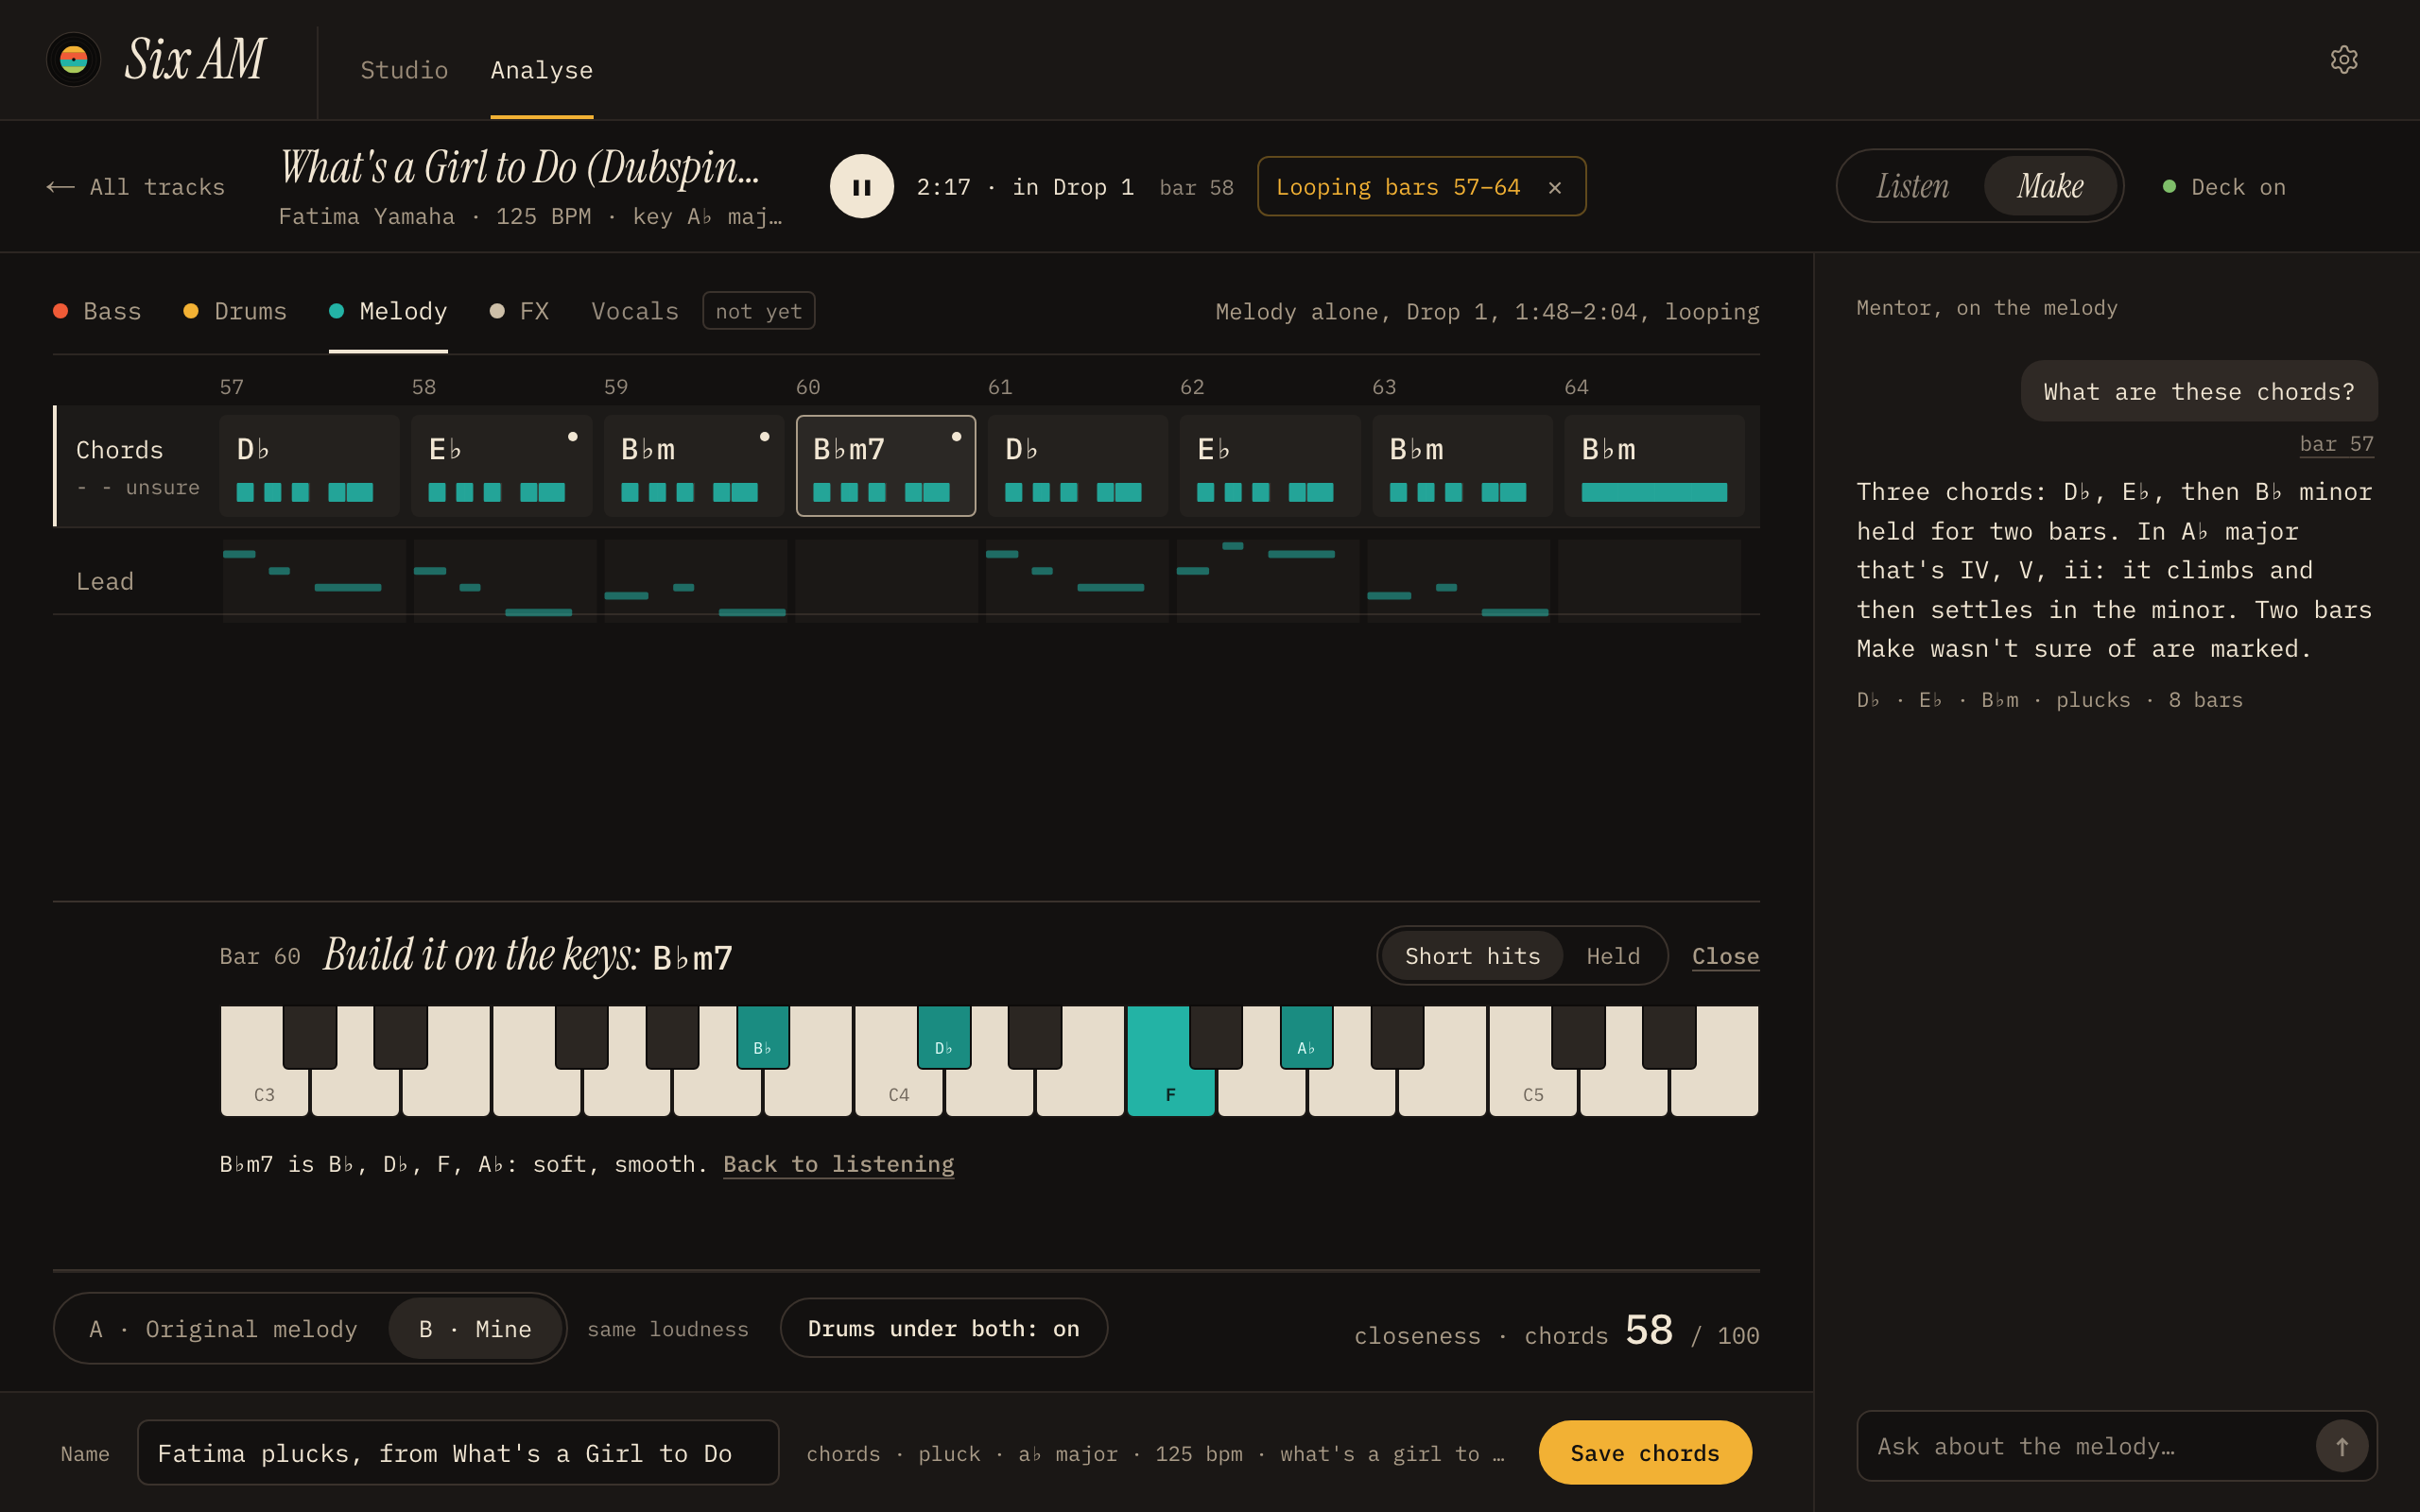 Six AM
Studio
Analyse
← All tracks
What's a Girl to Do (Dubspin…
Fatima Yamaha · 125 BPM · key A♭ maj…
2:17 · in Drop 1
bar 58
Looping bars 57–64 ×
Listen
Make
Deck on
Bass
Drums
Melody
FX
Vocals
not yet
Melody alone, Drop 1, 1:48–2:04, looping
57
58
59
60
61
62
63
64
Chords
- - unsure
D♭
E♭
B♭m
B♭m7
D♭
E♭
B♭m
B♭m
Lead
Bar 60
Build it on the keys: B♭m7
Short hits
Held
Close
B♭
D♭
A♭
C3
C4
F
C5
B♭m7 is B♭, D♭, F, A♭: soft, smooth. Back to listening
A · Original melody
B · Mine
same loudness
Drums under both: on
closeness · chords 58 / 100
Name
Fatima plucks, from What's a Girl to Do
chords · pluck · a♭ major · 125 bpm · what's a girl to …
Save chords
Mentor, on the melody
What are these chords?
bar 57
Three chords: D♭, E♭, then B♭ minor
held for two bars. In A♭ major
that's IV, V, ii: it climbs and
then settles in the minor. Two bars
Make wasn't sure of are marked.
D♭ · E♭ · B♭m · plucks · 8 bars
Ask about the melody…
↑